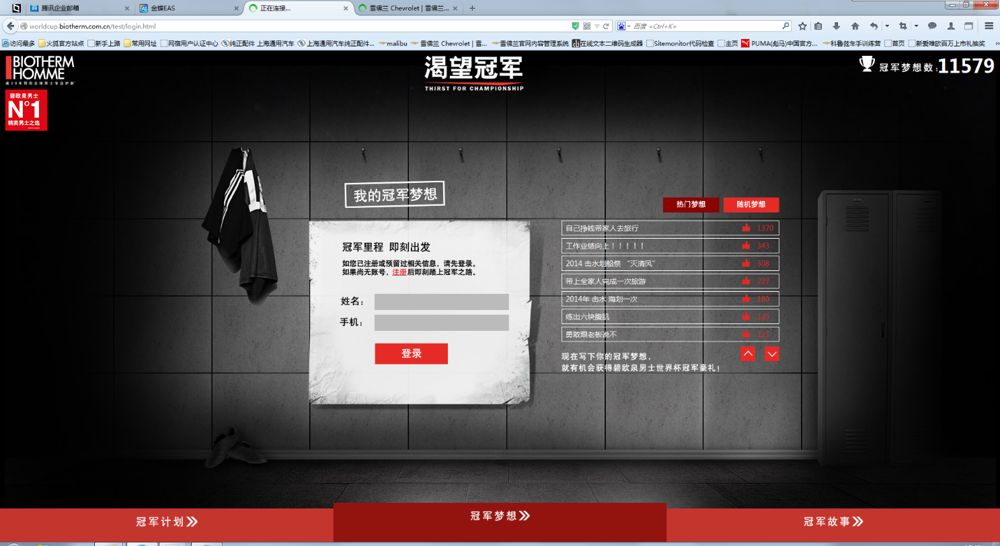 腾讯企业邮箱
金蝶EAS
正在连接...
雪佛兰 Chevrolet | 雪佛兰...
worldcup.biotherm.com.cn/test/login.html
百度 <Ctrl+K>
访问最多 火狐官方站点 新手上路 常用网址 网宿用户认证中心 纯正配件 上海通用汽车 上海通用汽车纯正配件... malibu 雪佛兰 Chevrolet | 雪... 雪佛兰官网内容管理系统 在线文本二维码生成器 Sitemonitor代码检查 主页 PUMA(彪马)中国官方... 科鲁兹车手训练营 首页 新爱唯欧百万上市礼抽奖
BIOTHERM
HOMME
碧欧泉男士
N°1
精英男士之选
渴望冠军
THIRST FOR CHAMPIONSHIP
冠军梦想数:11579
我的冠军梦想
冠军里程 即刻出发
如您已注册或预留过相关信息，请先登录。
如果尚无账号，注册后即刻踏上冠军之路。
姓名：
手机：
登录
热门梦想 随机梦想
自己挣钱带家人去旅行 1370
工作业绩向上！！！！！ 343
2014 击水划船祭 “灭清风” 308
带上全家人完成一次旅游 227
2014年 击水 海划一次 180
练出六块腹肌 125
勇敢跟老板说不 121
现在写下你的冠军梦想，
就有机会获得碧欧泉男士世界杯冠军豪礼！
冠军计划
冠军梦想
冠军故事